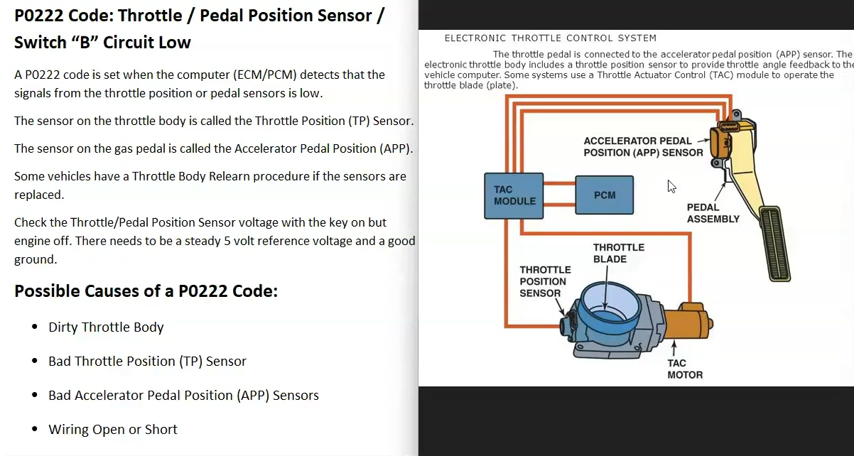 P0222 Code: Throttle / Pedal Position Sensor /
Switch “B” Circuit Low
A P0222 code is set when the computer (ECM/PCM) detects that the
signals from the throttle position or pedal sensors is low.
The sensor on the throttle body is called the Throttle Position (TP) Sensor.
The sensor on the gas pedal is called the Accelerator Pedal Position (APP).
Some vehicles have a Throttle Body Relearn procedure if the sensors are
replaced.
Check the Throttle/Pedal Position Sensor voltage with the key on but
engine off. There needs to be a steady 5 volt reference voltage and a good
ground.
Possible Causes of a P0222 Code:
• Dirty Throttle Body
• Bad Throttle Position (TP) Sensor
• Bad Accelerator Pedal Position (APP) Sensors
• Wiring Open or Short
ELECTRONIC THROTTLE CONTROL SYSTEM
The throttle pedal is connected to the accelerator pedal position (APP) sensor. The
electronic throttle body includes a throttle position sensor to provide throttle angle feedback to the
vehicle computer. Some systems use a Throttle Actuator Control (TAC) module to operate the
throttle blade (plate).
ACCELERATOR PEDAL
POSITION (APP) SENSOR
TAC
MODULE
PCM
PEDAL
ASSEMBLY
THROTTLE
BLADE
THROTTLE
POSITION
SENSOR
TAC
MOTOR